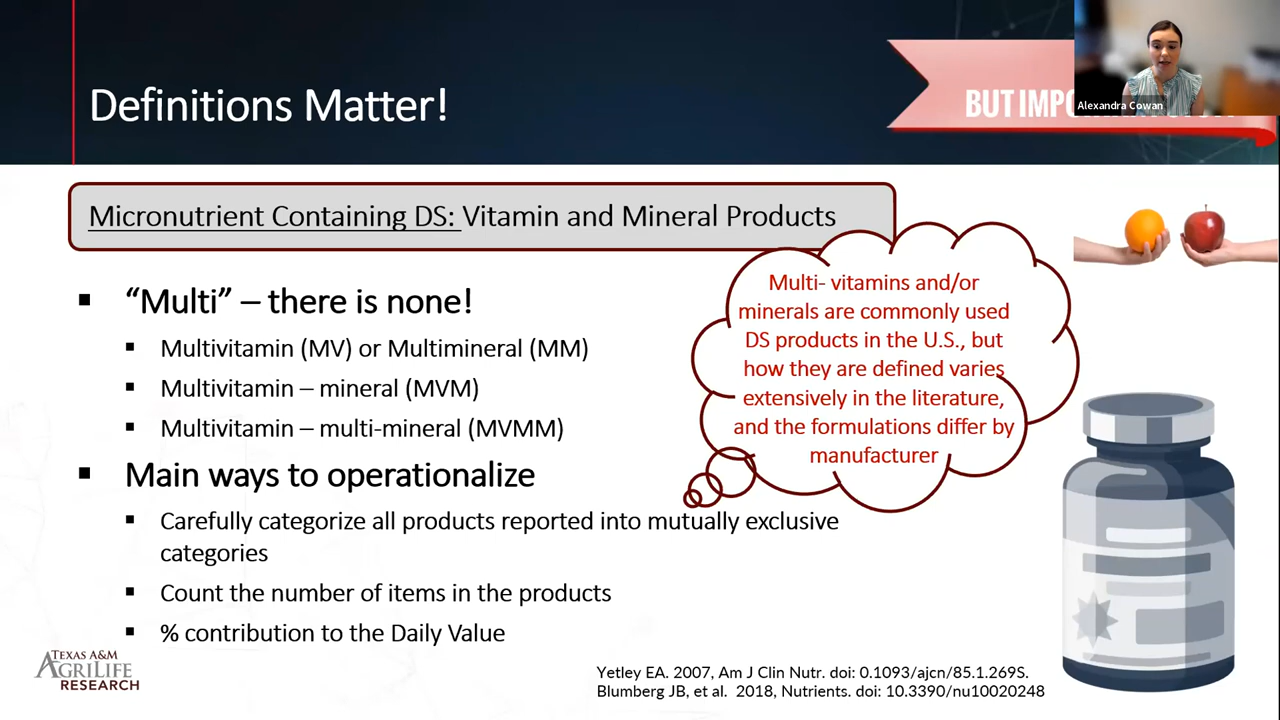 Definitions Matter!
BUT IMPO
Alexandra Cowan
Micronutrient Containing DS: Vitamin and Mineral Products
“Multi” – there is none!
Multivitamin (MV) or Multimineral (MM)
Multivitamin – mineral (MVM)
Multivitamin – multi-mineral (MVMM)
Main ways to operationalize
Carefully categorize all products reported into mutually exclusive
categories
Count the number of items in the products
% contribution to the Daily Value
Multi- vitamins and/or
minerals are commonly used
DS products in the U.S., but
how they are defined varies
extensively in the literature,
and the formulations differ by
manufacturer
TEXAS A&M
AGRILIFE
RESEARCH
Yetley EA. 2007, Am J Clin Nutr. doi: 0.1093/ajcn/85.1.269S.
Blumberg JB, et al.  2018, Nutrients. doi: 10.3390/nu10020248